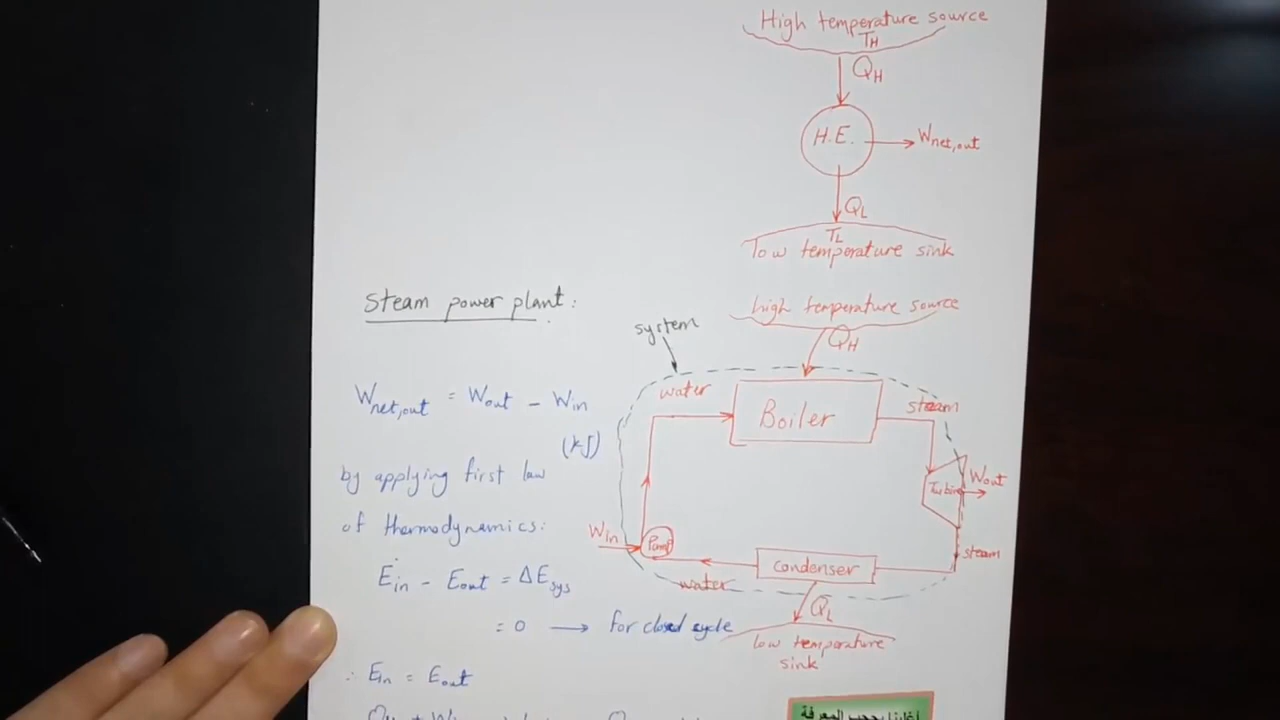 High temperature source
TH
QH
H.E.
Wnet,out
QL
TL
Low temperature sink
Steam power plant:
high temperature source
system
QH
water
Boiler
steam
Wnet,out = Wout - Win
(kJ)
by applying first law
of thermodynamics:
Ein - Eout = ΔEsys
= 0 → for closed cycle
∴ Ein = Eout
Turbine
Wout
Win
Pump
condenser
steam
water
QL
low temperature
sink